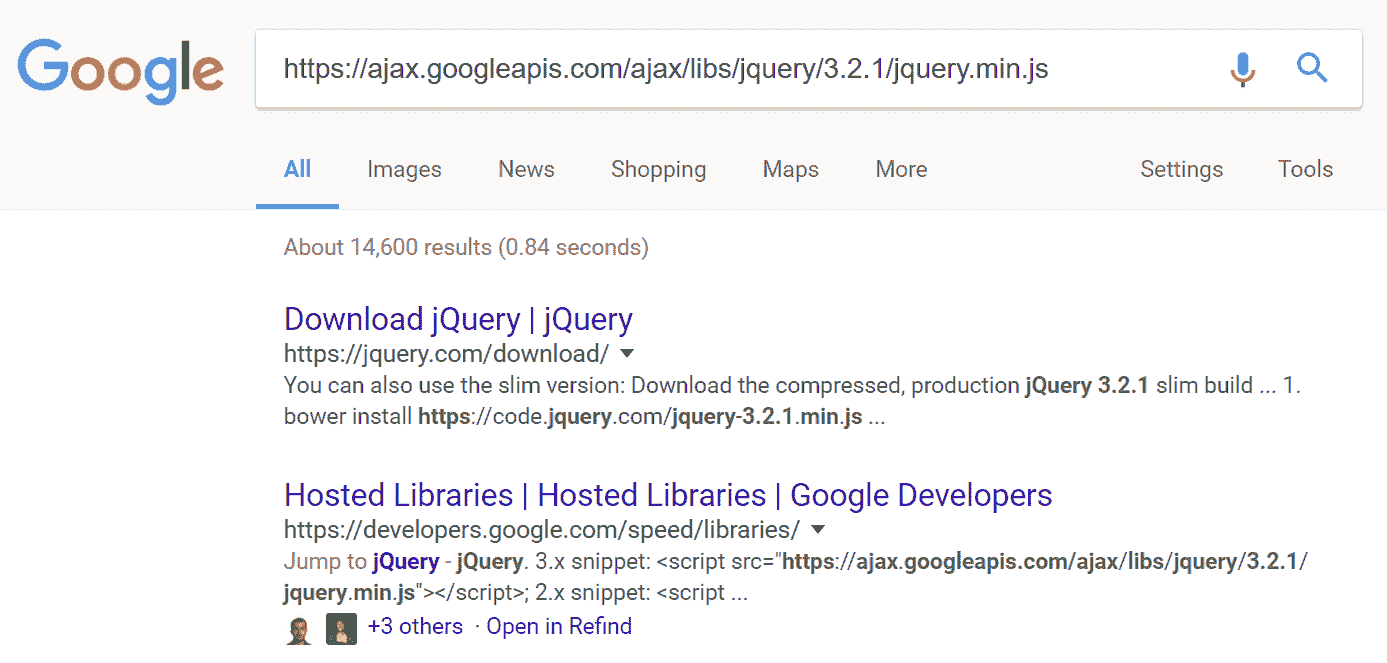 Google
https://ajax.googleapis.com/ajax/libs/jquery/3.2.1/jquery.min.js
All Images News Shopping Maps More Settings Tools
About 14,600 results (0.84 seconds)
Download jQuery | jQuery
https://jquery.com/download/
You can also use the slim version: Download the compressed, production jQuery 3.2.1 slim build ... 1.
bower install https://code.jquery.com/jquery-3.2.1.min.js ...
Hosted Libraries | Hosted Libraries | Google Developers
https://developers.google.com/speed/libraries/
Jump to jQuery - jQuery. 3.x snippet: <script src="https://ajax.googleapis.com/ajax/libs/jquery/3.2.1/
jquery.min.js"></script>; 2.x snippet: <script ...
+3 others · Open in Refind